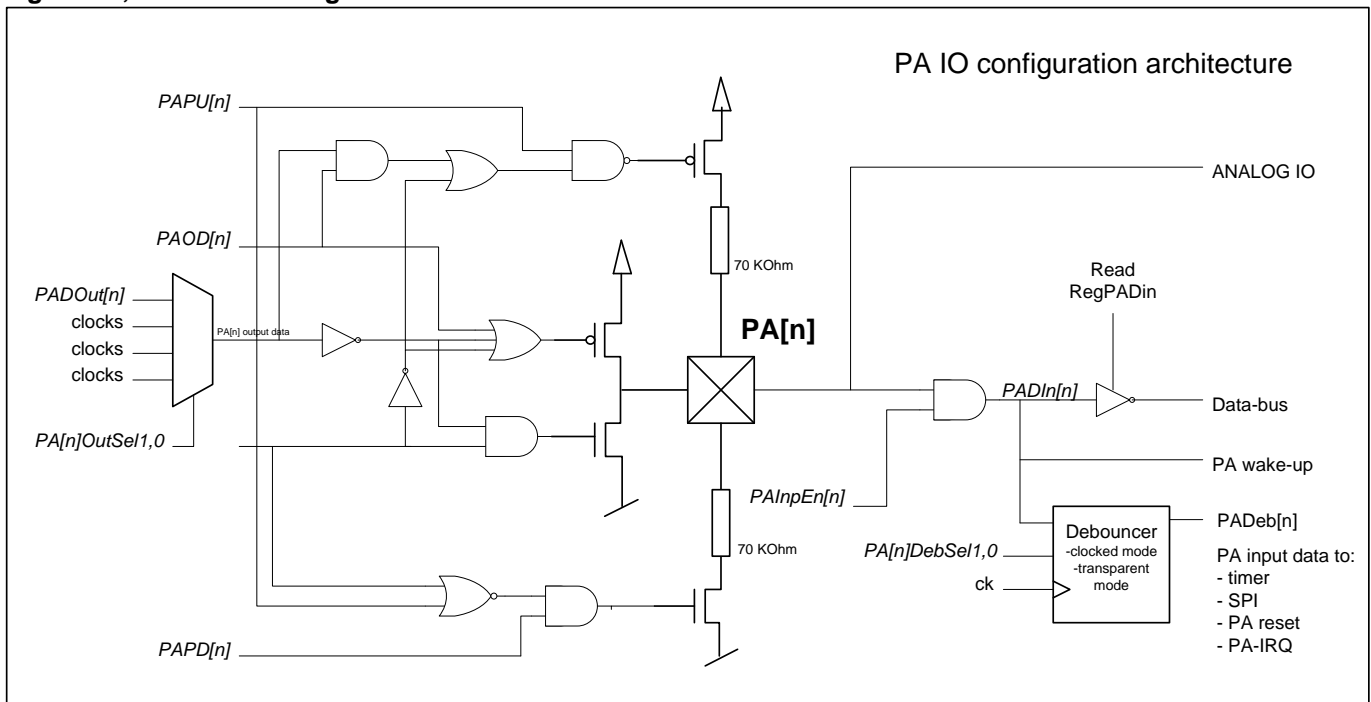 PA IO configuration architecture
PAPU[n]
ANALOG IO
PAOD[n]
70 KOhm
Read
RegPADin
PADOut[n]
clocks
clocks
clocks
PA[n] output data
PA[n]
PADIn[n]
Data-bus
PA[n]OutSel1,0
PA wake-up
PAInpEn[n]
70 KOhm
Debouncer
-clocked mode
-transparent
mode
PADeb[n]
PA[n]DebSel1,0
ck
PA input data to:
- timer
- SPI
- PA reset
- PA-IRQ
PAPD[n]